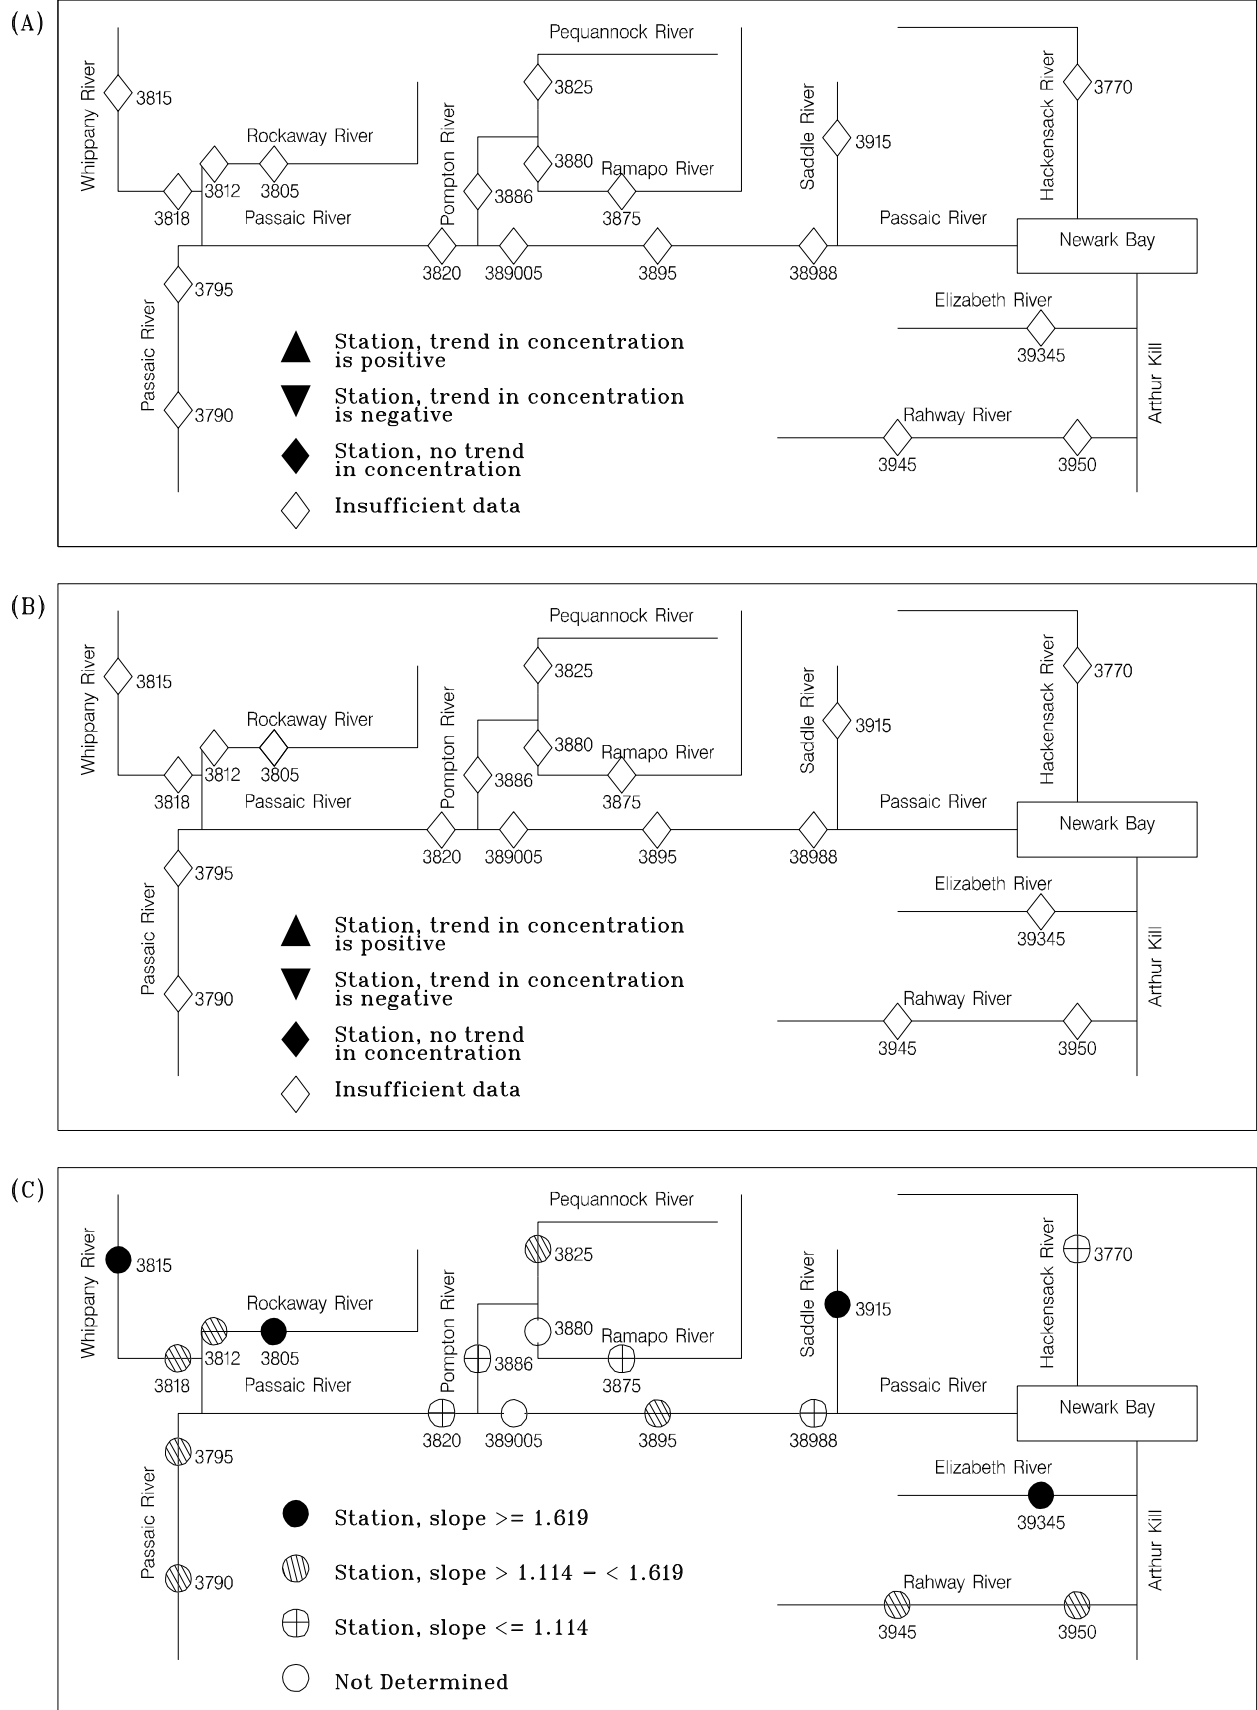 (A)
Pequannock River
Whippany River
3815
3825
Hackensack River
3770
Rockaway River
Pompton River
Saddle River
3915
3812
3805
3880
Ramapo River
3818
3886
3875
Passaic River
Passaic River
Newark Bay
3820
389005
3895
38988
3795
Elizabeth River
39345
Passaic River
Station, trend in concentration
is positive
Arthur Kill
Station, trend in concentration
is negative
3790
Rahway River
3945
3950
Station, no trend
in concentration
Insufficient data
(B)
Pequannock River
Whippany River
3815
3825
Hackensack River
3770
Rockaway River
Pompton River
Saddle River
3915
3812
3805
3880
Ramapo River
3818
3886
3875
Passaic River
Passaic River
Newark Bay
3820
389005
3895
38988
3795
Elizabeth River
39345
Passaic River
Station, trend in concentration
is positive
Arthur Kill
Station, trend in concentration
is negative
3790
Rahway River
3945
3950
Station, no trend
in concentration
Insufficient data
(C)
Pequannock River
Whippany River
3815
3825
Hackensack River
3770
Rockaway River
Pompton River
Saddle River
3915
3812
3805
3880
Ramapo River
3818
3886
3875
Passaic River
Passaic River
Newark Bay
3820
389005
3895
38988
3795
Elizabeth River
39345
Passaic River
Station, slope >= 1.619
Arthur Kill
Station, slope > 1.114 - < 1.619
3790
Rahway River
3945
3950
Station, slope <= 1.114
Not Determined